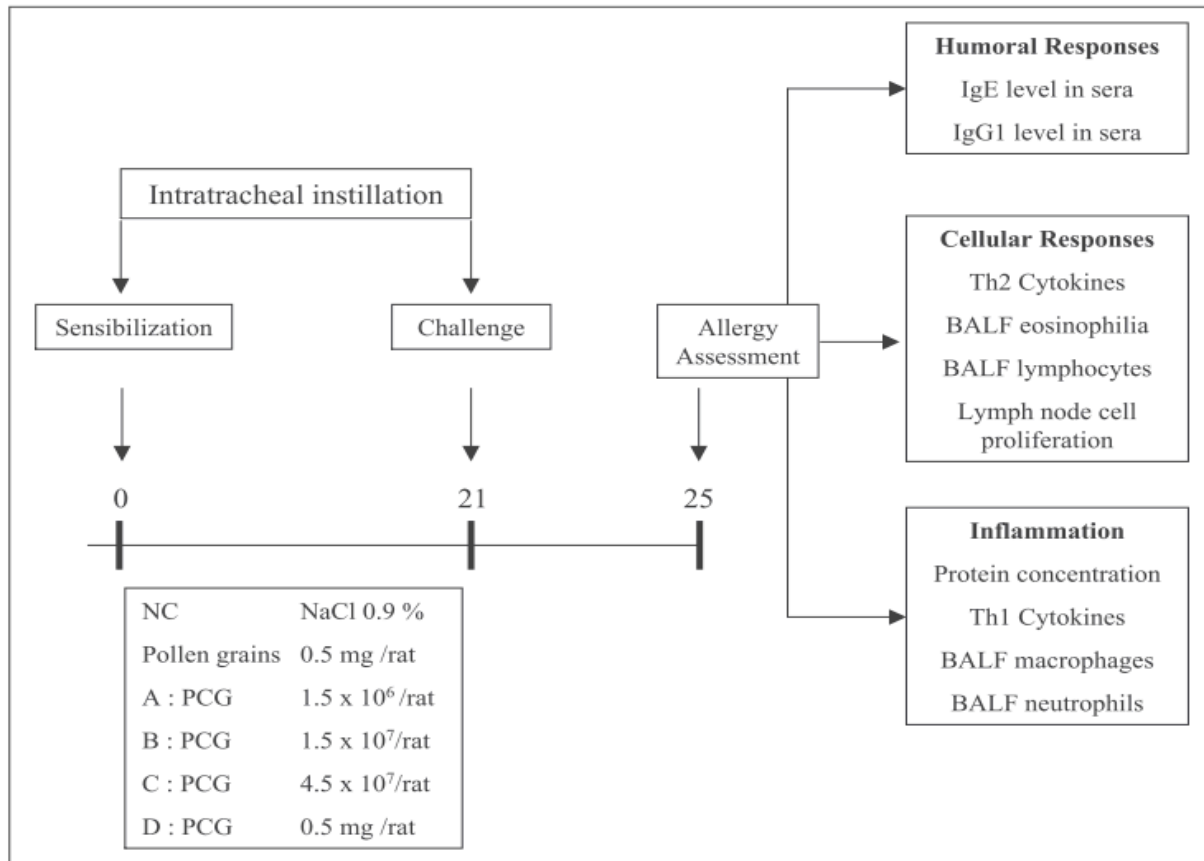 Intratracheal instillation
Sensibilization
Challenge
Allergy
Assessment
0
21
25
NC NaCl 0.9 %
Pollen grains 0.5 mg /rat
A : PCG 1.5 x 10⁶/rat
B : PCG 1.5 x 10⁷/rat
C : PCG 4.5 x 10⁷/rat
D : PCG 0.5 mg /rat
Humoral Responses
IgE level in sera
IgG1 level in sera
Cellular Responses
Th2 Cytokines
BALF eosinophilia
BALF lymphocytes
Lymph node cell
proliferation
Inflammation
Protein concentration
Th1 Cytokines
BALF macrophages
BALF neutrophils